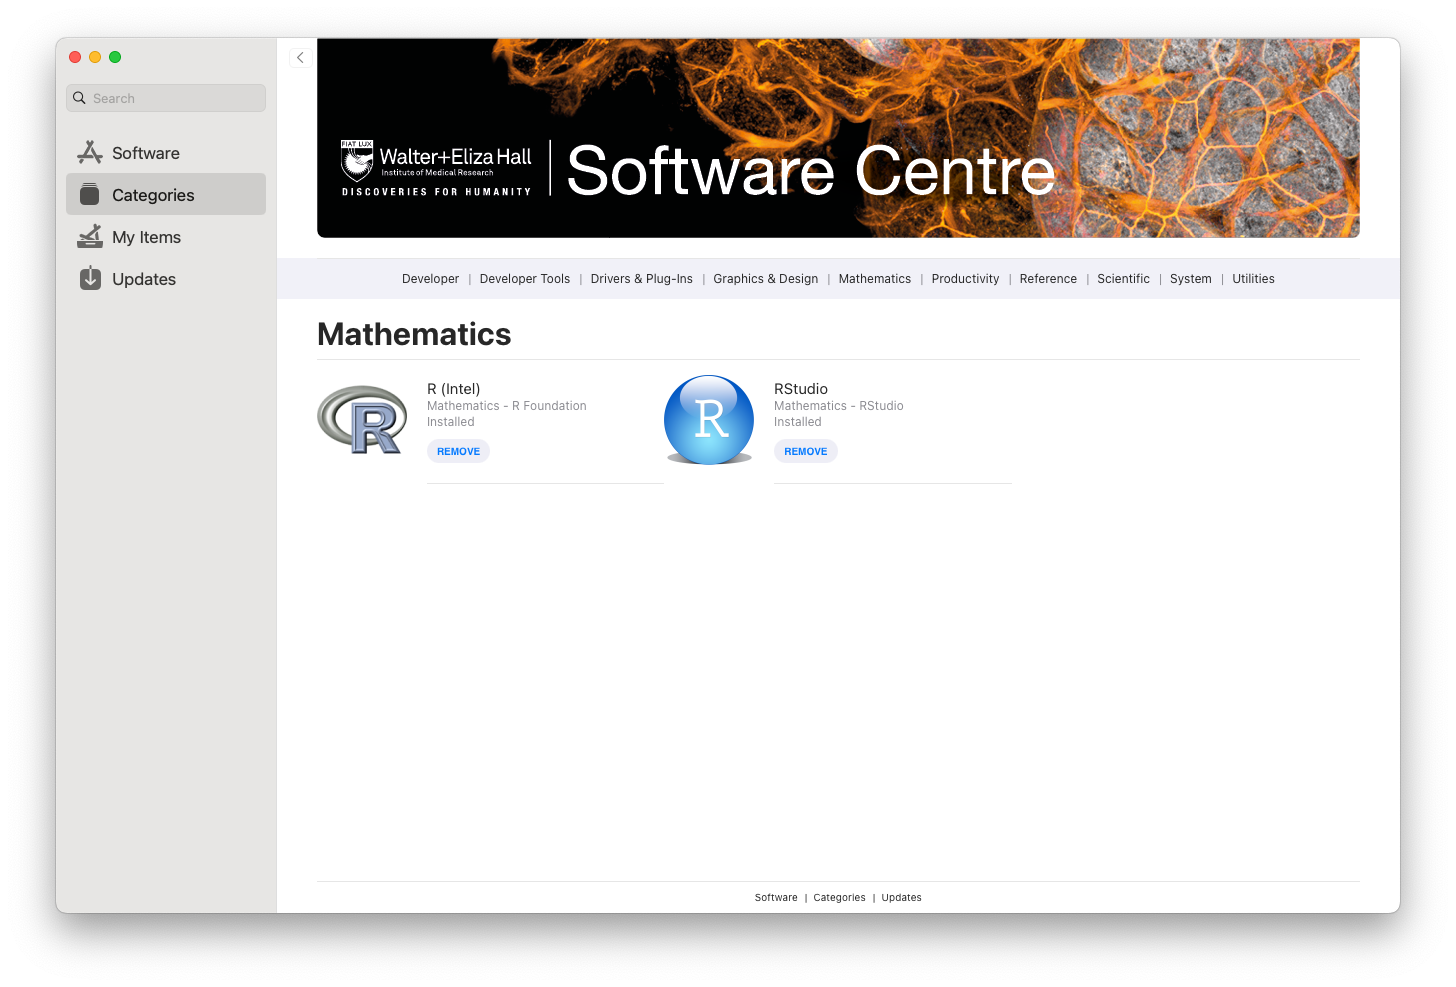 Search
Software
Categories
My Items
Updates
FIAT LUX
Walter+Eliza Hall
Institute of Medical Research
DISCOVERIES FOR HUMANITY
Software Centre
Developer | Developer Tools | Drivers & Plug-Ins | Graphics & Design | Mathematics | Productivity | Reference | Scientific | System | Utilities
Mathematics
R
R (Intel)
Mathematics - R Foundation
Installed
REMOVE
R
RStudio
Mathematics - RStudio
Installed
REMOVE
Software | Categories | Updates